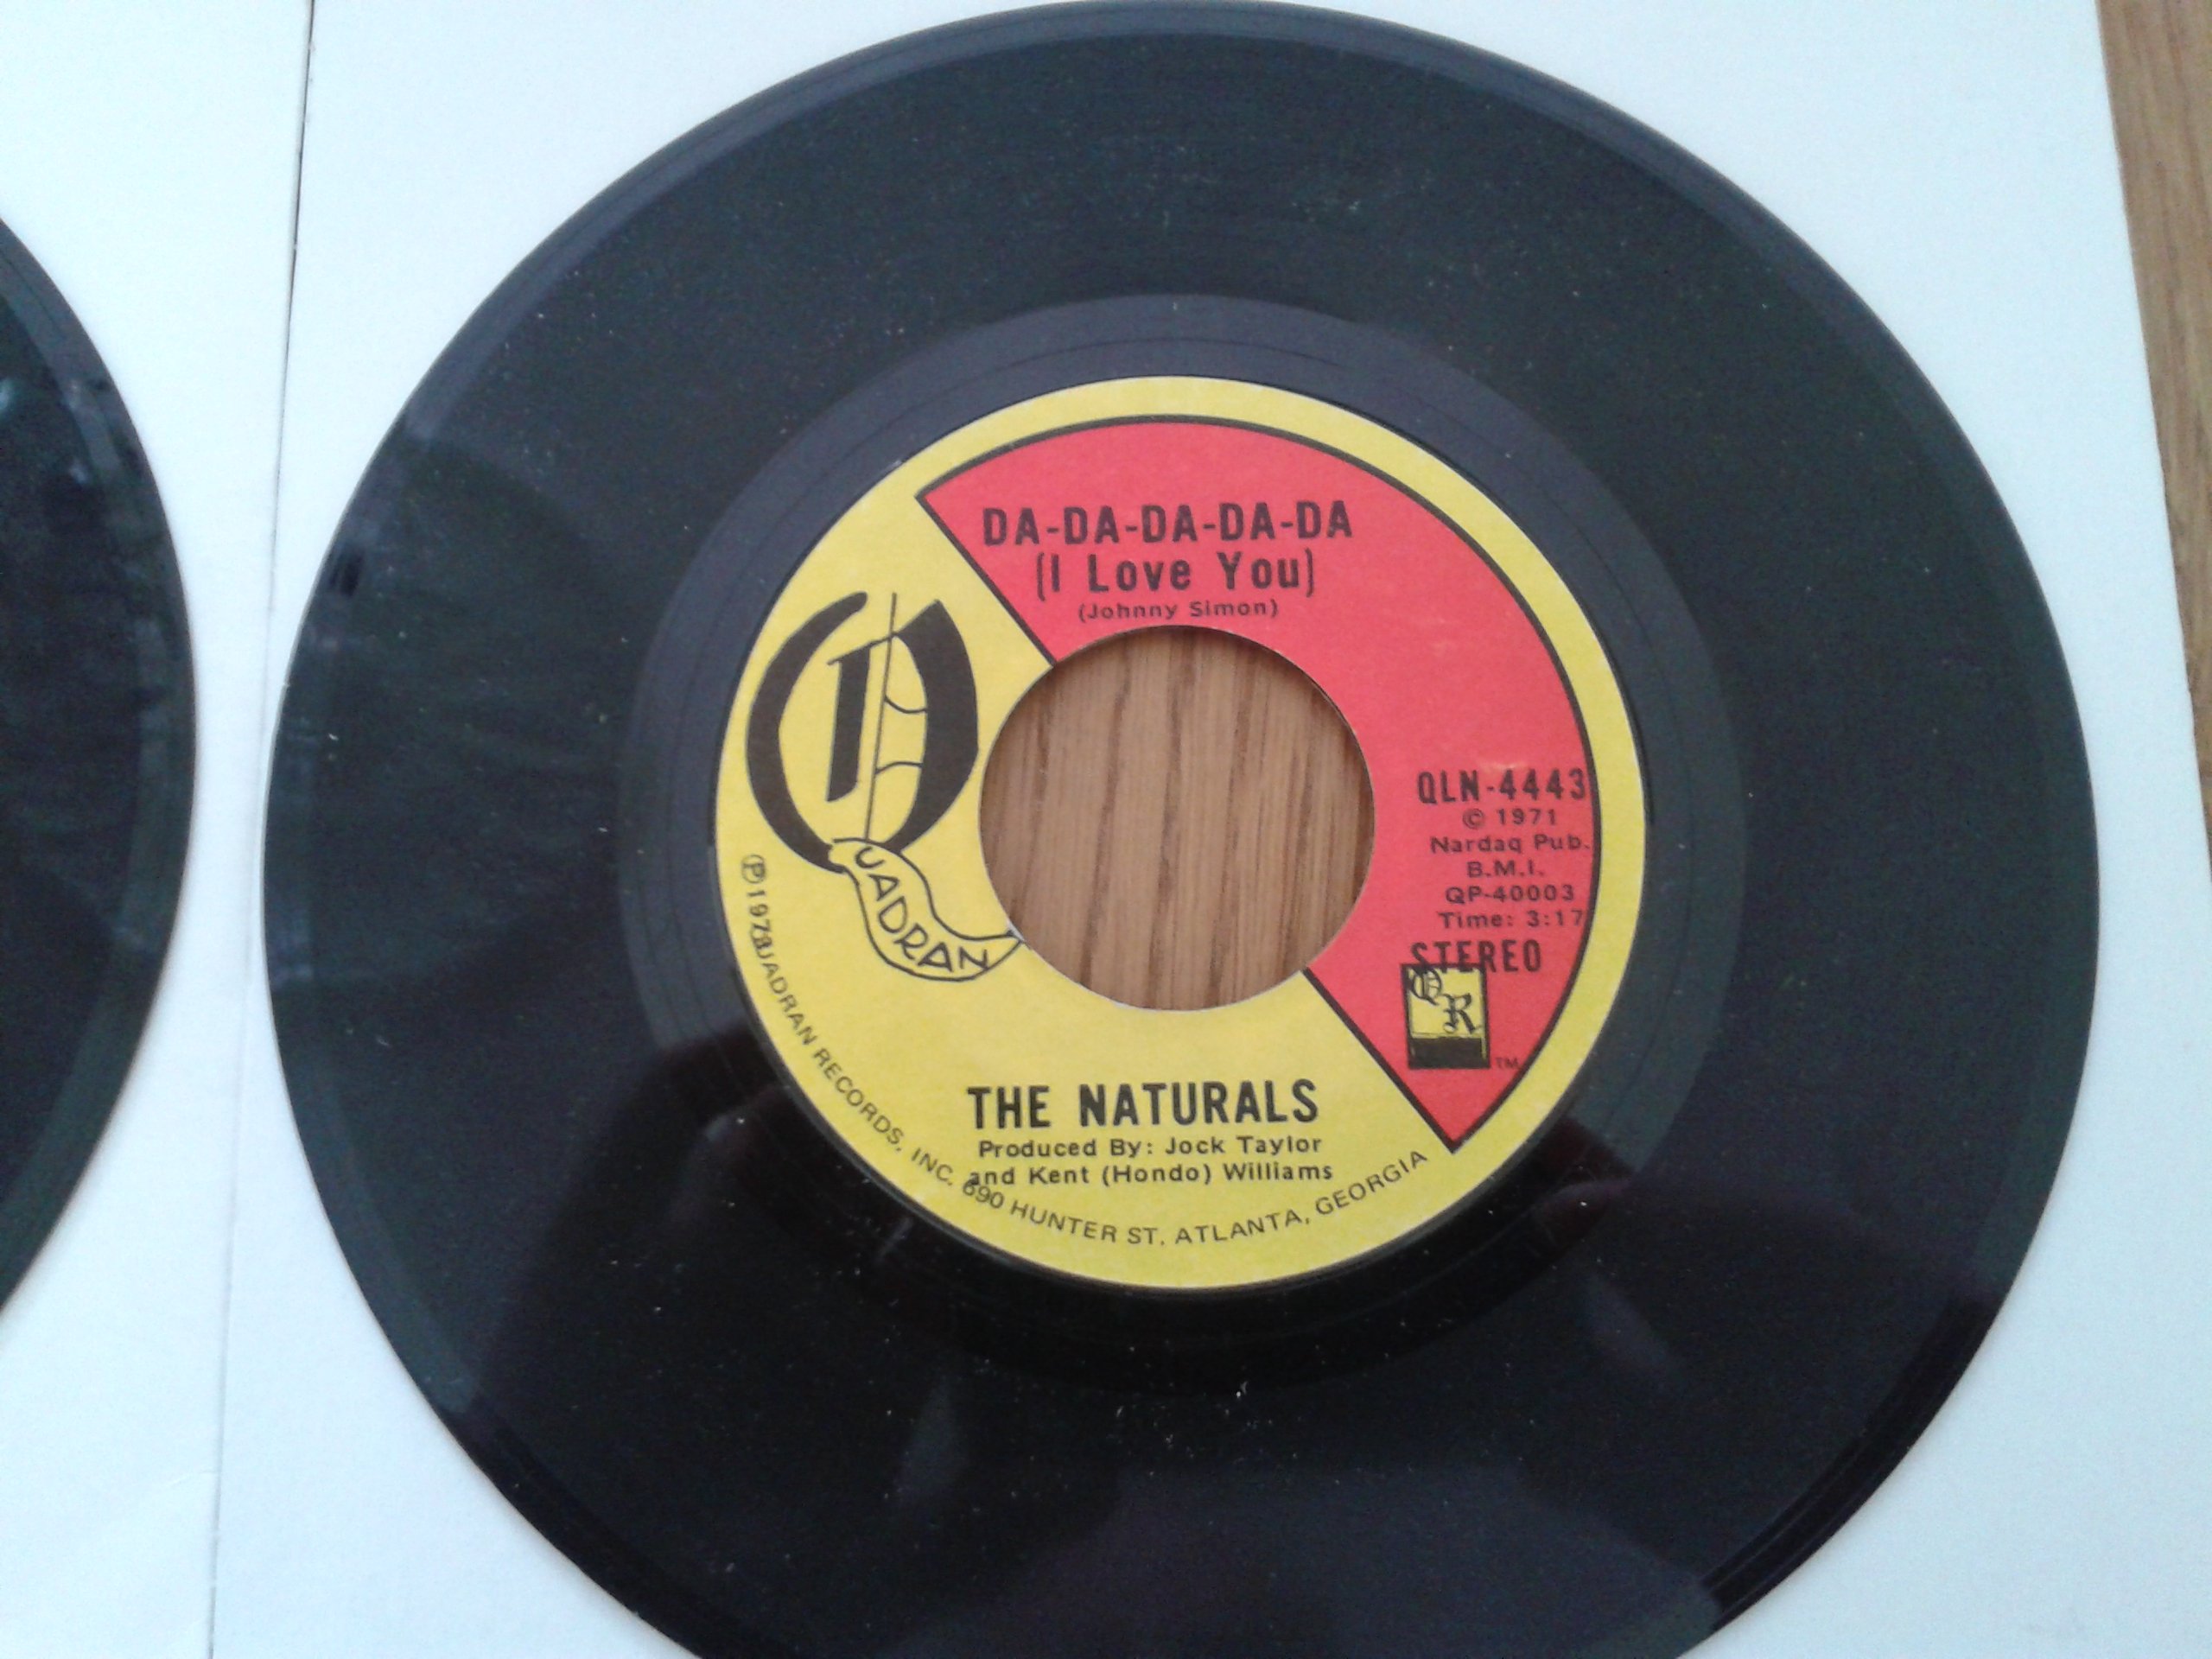 DA-DA-DA-DA-DA
(I Love You)
(Johnny Simon)
QUADRAN
QLN-4443
© 1971
Nardaq Pub.
B.M.I.
QP-40003
Time: 3:17
STEREO
QR
TM
THE NATURALS
Produced By: Jock Taylor
and Kent (Hondo) Williams
QUADRAN RECORDS, INC. 690 HUNTER ST. ATLANTA, GEORGIA